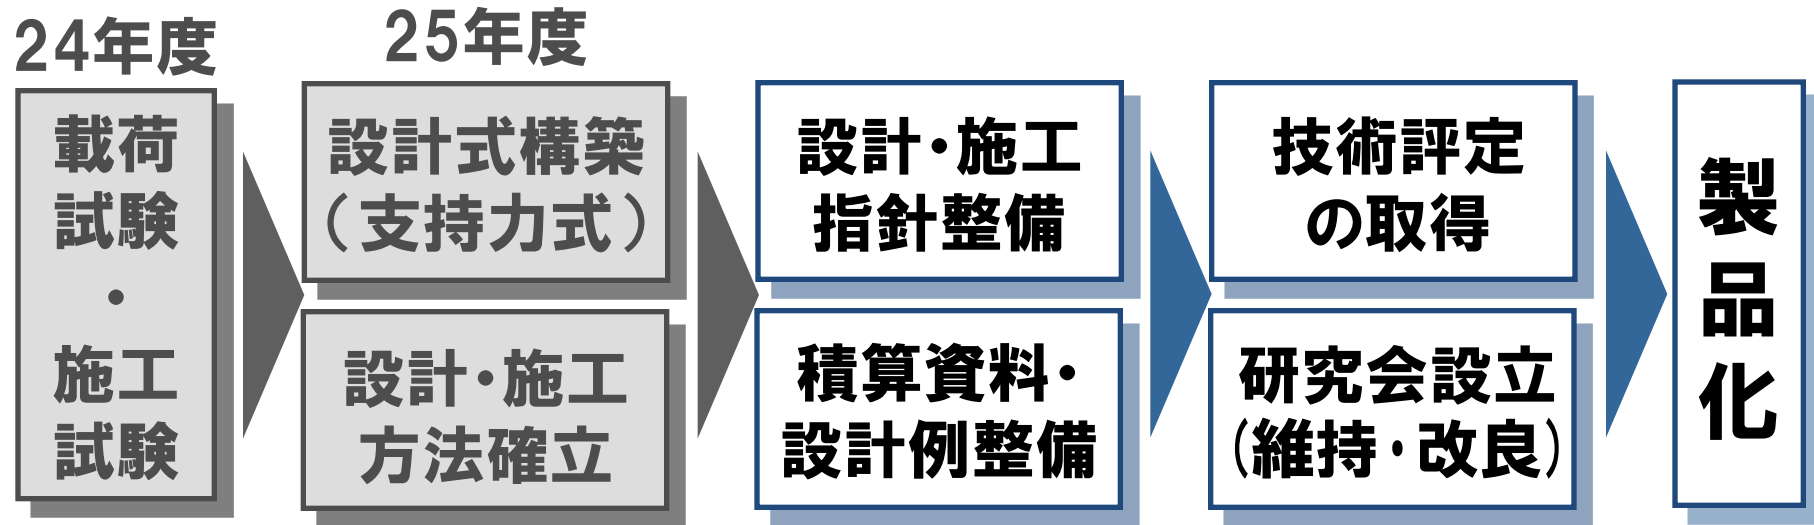 24年度
載荷
試験
・
施工
試験
25年度
設計式構築
（支持力式）
設計・施工
方法確立
設計・施工
指針整備
積算資料・
設計例整備
技術評定
の取得
研究会設立
(維持・改良)
製品化